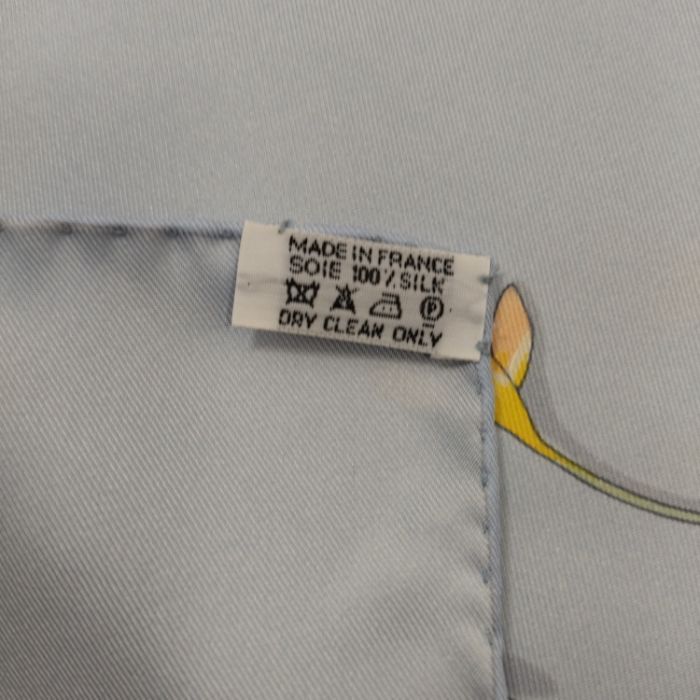 MADE IN FRANCE
SOIE 100% SILK
P
DRY CLEAN ONLY